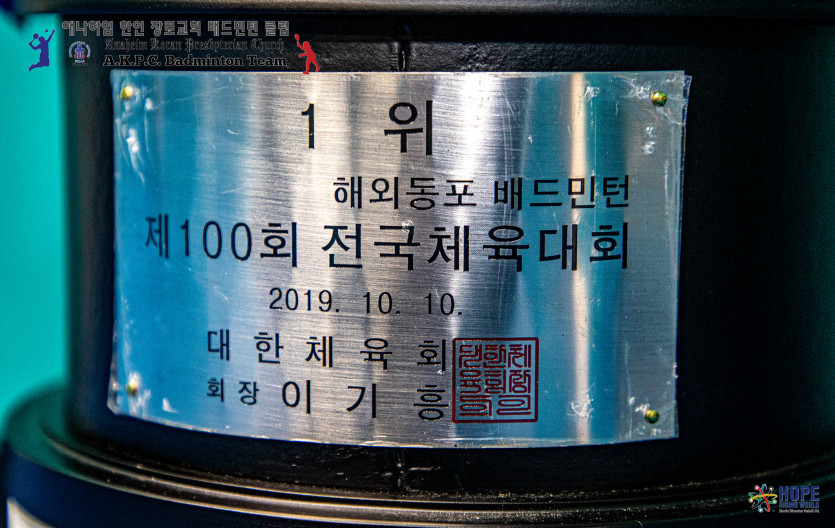 애나하임 한인 장로교회 배드민턴 클럽
Anaheim Korean Presbyterian Church
A.K.P.C. Badminton Team
1 위
해외동포 배드민턴
제100회 전국체육대회
2019. 10. 10.
대 한 체 육 회
회 장 이 기 흥
HOPE